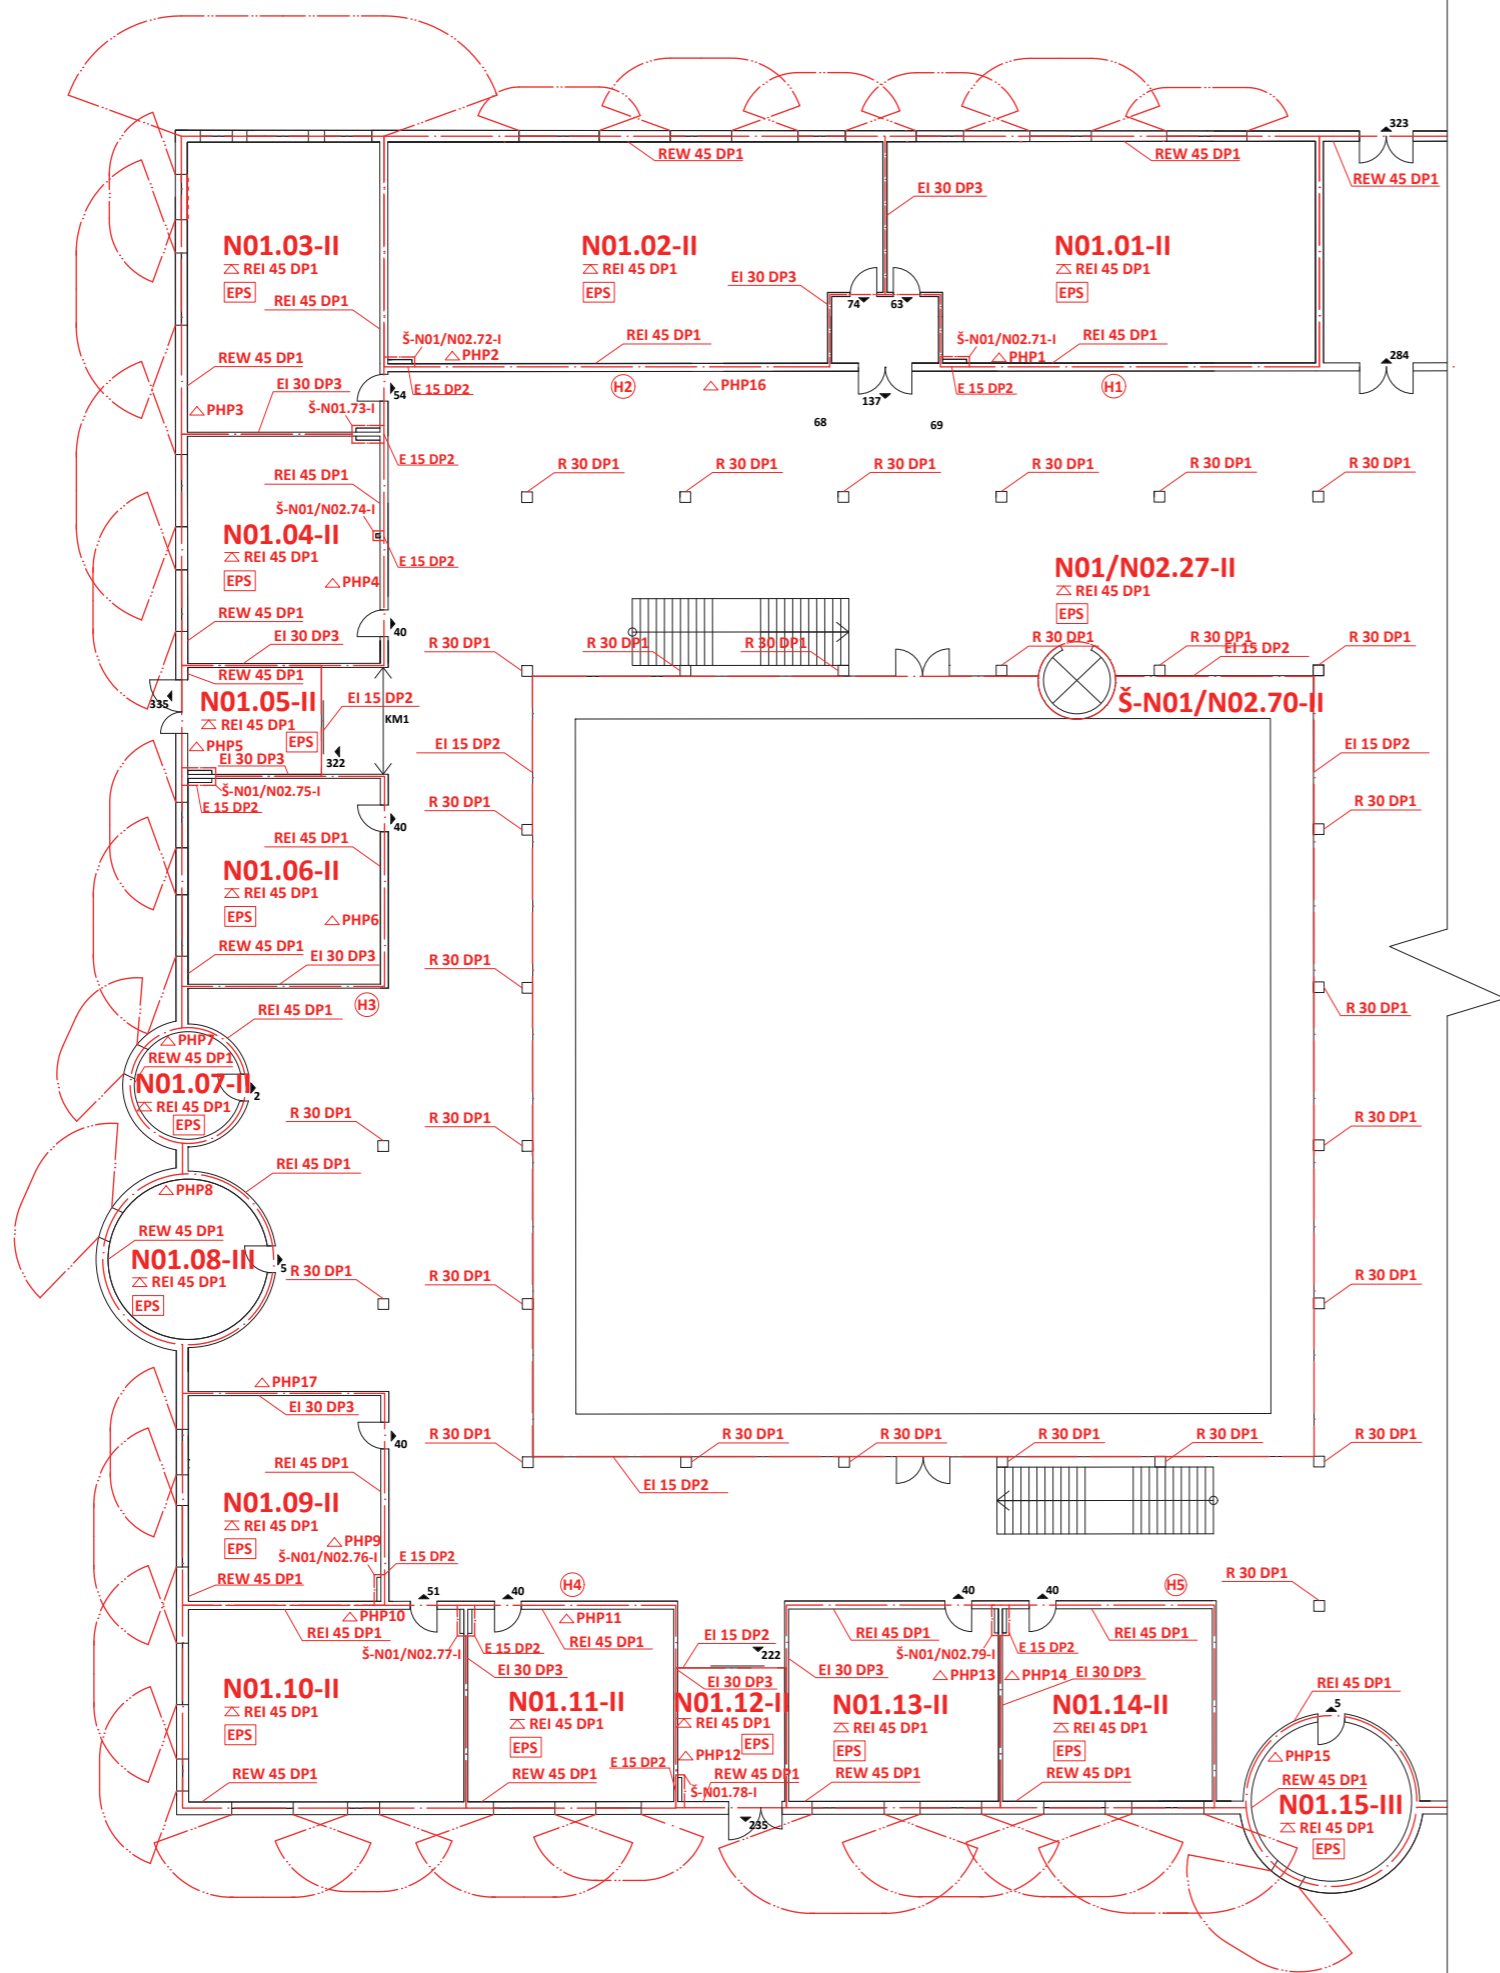 323
REW 45 DP1
REW 45 DP1
REW 45 DP1
EI 30 DP3
N01.03-II
REI 45 DP1
EPS
N01.02-II
REI 45 DP1
EPS
N01.01-II
REI 45 DP1
EPS
EI 30 DP3
REI 45 DP1
74
63
Š-N01/N02.72-I
PHP2
REI 45 DP1
Š-N01/N02.71-I
PHP1
REI 45 DP1
284
REW 45 DP1
EI 30 DP3
54
E 15 DP2
H2
PHP16
137
E 15 DP2
H1
PHP3
Š-N01.73-I
68
69
E 15 DP2
R 30 DP1
R 30 DP1
R 30 DP1
R 30 DP1
R 30 DP1
R 30 DP1
REI 45 DP1
Š-N01/N02.74-I
N01.04-II
REI 45 DP1
EPS
PHP4
E 15 DP2
N01/N02.27-II
REI 45 DP1
EPS
REW 45 DP1
EI 30 DP3
40
R 30 DP1
R 30 DP1
R 30 DP1
R 30 DP1
R 30 DP1
R 30 DP1
EI 15 DP2
REW 45 DP1
N01.05-II
335
REI 45 DP1
EPS
EI 15 DP2
KM1
Š-N01/N02.70-II
PHP5
EI 30 DP3
322
EI 15 DP2
EI 15 DP2
Š-N01/N02.75-I
E 15 DP2
40
R 30 DP1
R 30 DP1
REI 45 DP1
N01.06-II
REI 45 DP1
EPS
PHP6
REW 45 DP1
EI 30 DP3
R 30 DP1
R 30 DP1
H3
REI 45 DP1
PHP7
REW 45 DP1
N01.07-II
2
REI 45 DP1
EPS
R 30 DP1
R 30 DP1
R 30 DP1
REI 45 DP1
PHP8
REW 45 DP1
N01.08-III
5
REI 45 DP1
EPS
R 30 DP1
R 30 DP1
R 30 DP1
PHP17
EI 30 DP3
40
R 30 DP1
R 30 DP1
R 30 DP1
R 30 DP1
R 30 DP1
R 30 DP1
REI 45 DP1
EI 15 DP2
N01.09-II
REI 45 DP1
EPS
PHP9
Š-N01/N02.76-I
E 15 DP2
REW 45 DP1
51
40
H4
40
40
H5
R 30 DP1
PHP10
REI 45 DP1
PHP11
REI 45 DP1
REI 45 DP1
REI 45 DP1
Š-N01/N02.77-I
E 15 DP2
EI 15 DP2
222
Š-N01/N02.79-I
E 15 DP2
EI 30 DP3
EI 30 DP3
EI 30 DP3
PHP13
PHP14
EI 30 DP3
REI 45 DP1
N01.10-II
REI 45 DP1
EPS
N01.11-II
REI 45 DP1
EPS
N01.12-II
REI 45 DP1
EPS
N01.13-II
REI 45 DP1
EPS
N01.14-II
REI 45 DP1
EPS
5
PHP12
E 15 DP2
PHP15
REW 45 DP1
REW 45 DP1
REW 45 DP1
REW 45 DP1
REW 45 DP1
Š-N01.78-I
235
N01.15-III
REI 45 DP1
EPS